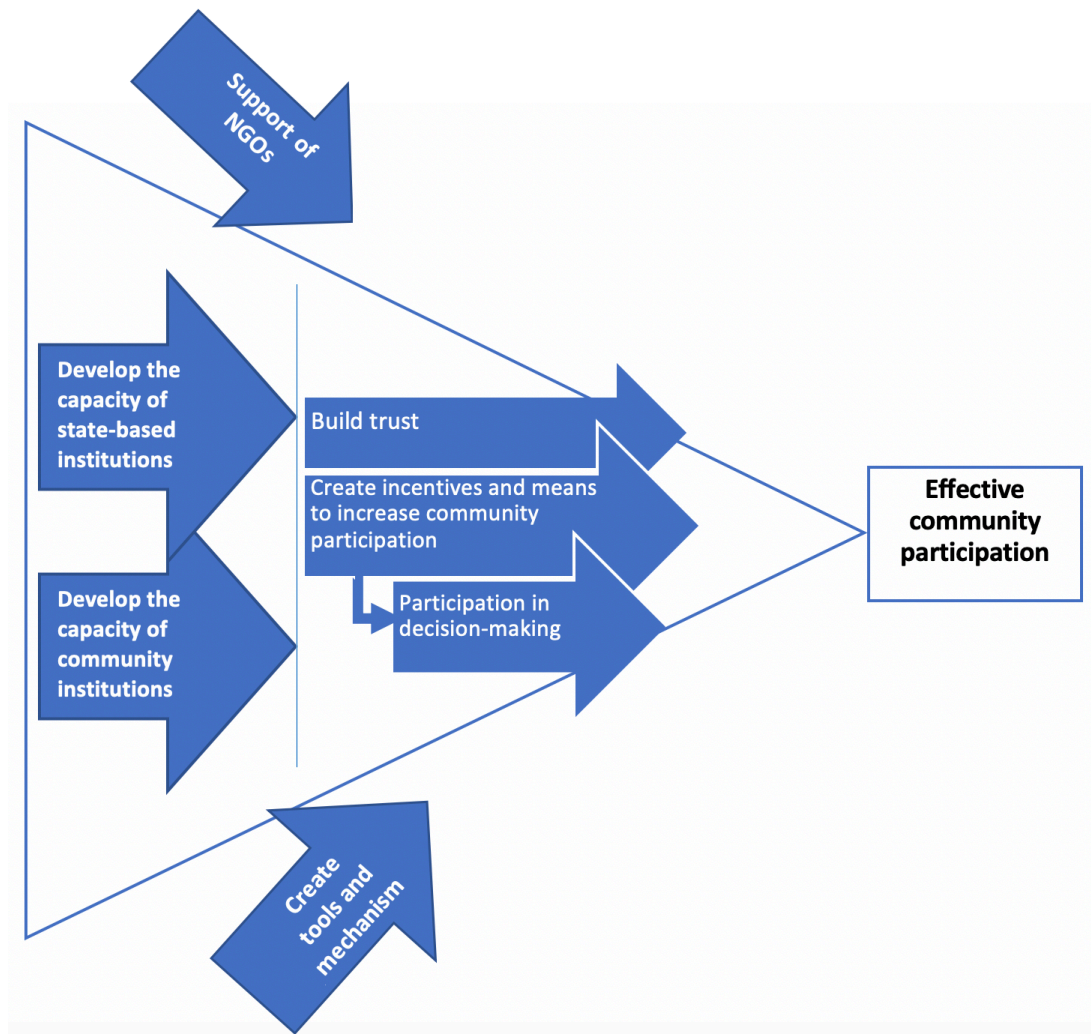 Support of
NGOs
Develop the
capacity of
state-based
institutions
Build trust
Create incentives and means
to increase community
participation
Participation in
decision-making
Develop the
capacity of
community
institutions
Effective
community
participation
Create
tools and
mechanism